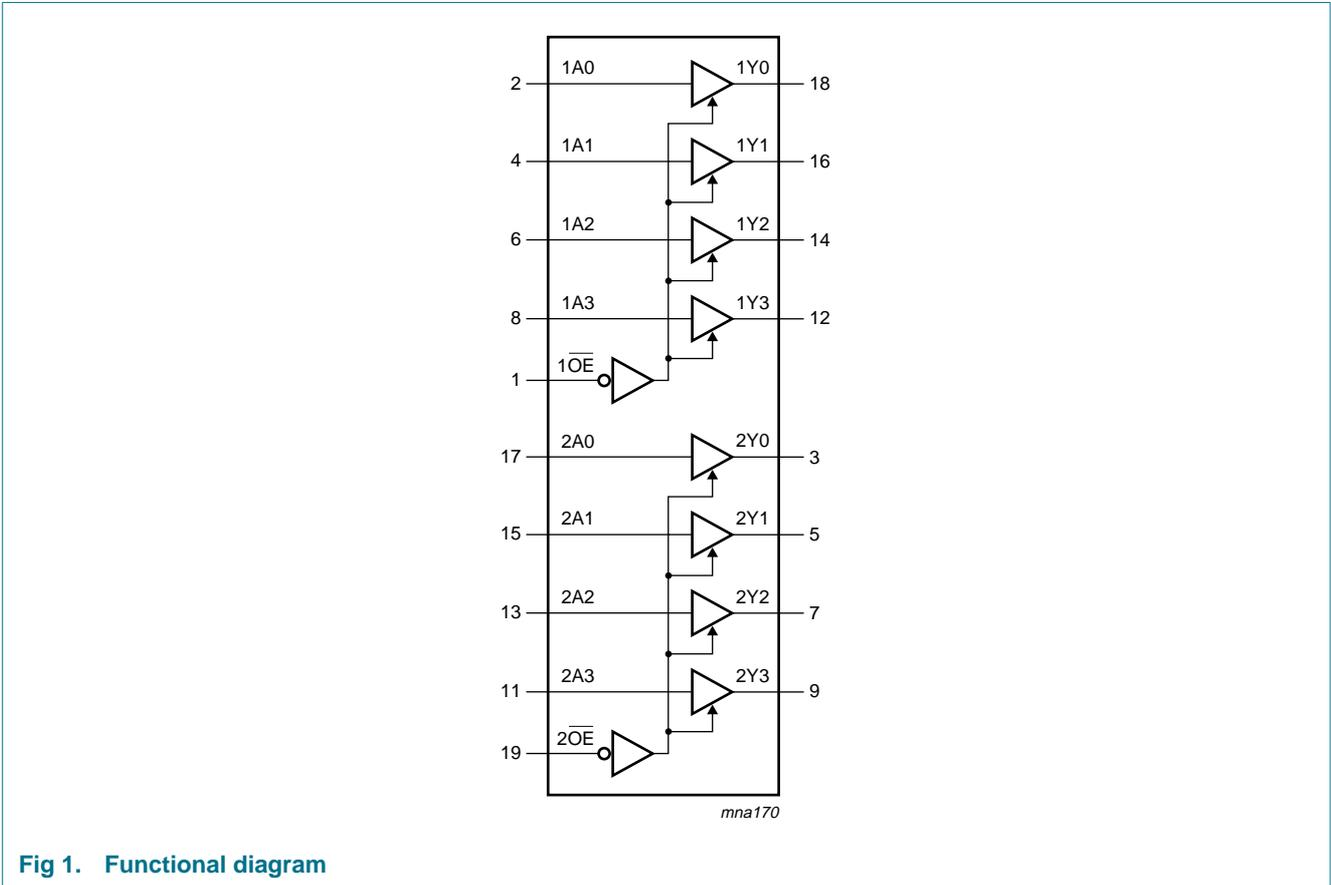 2 1A0 1Y0 18
4 1A1 1Y1 16
6 1A2 1Y2 14
8 1A3 1Y3 12
1 1O̅E̅
17 2A0 2Y0 3
15 2A1 2Y1 5
13 2A2 2Y2 7
11 2A3 2Y3 9
19 2O̅E̅
mna170
Fig 1. Functional diagram